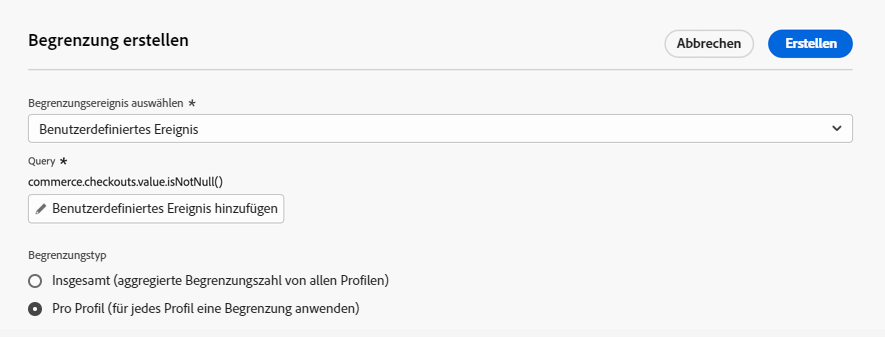 Begrenzung erstellen
Abbrechen
Erstellen
Begrenzungsereignis auswählen *
Benutzerdefiniertes Ereignis
Query *
commerce.checkouts.value.isNotNull()
Benutzerdefiniertes Ereignis hinzufügen
Begrenzungstyp
Insgesamt (aggregierte Begrenzungszahl von allen Profilen)
Pro Profil (für jedes Profil eine Begrenzung anwenden)